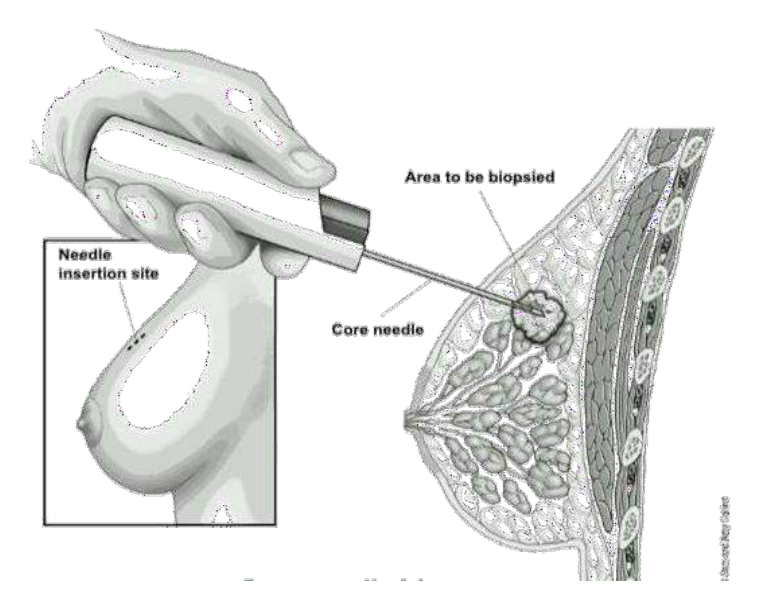 Area to be biopsied
Needle
insertion site
Core needle